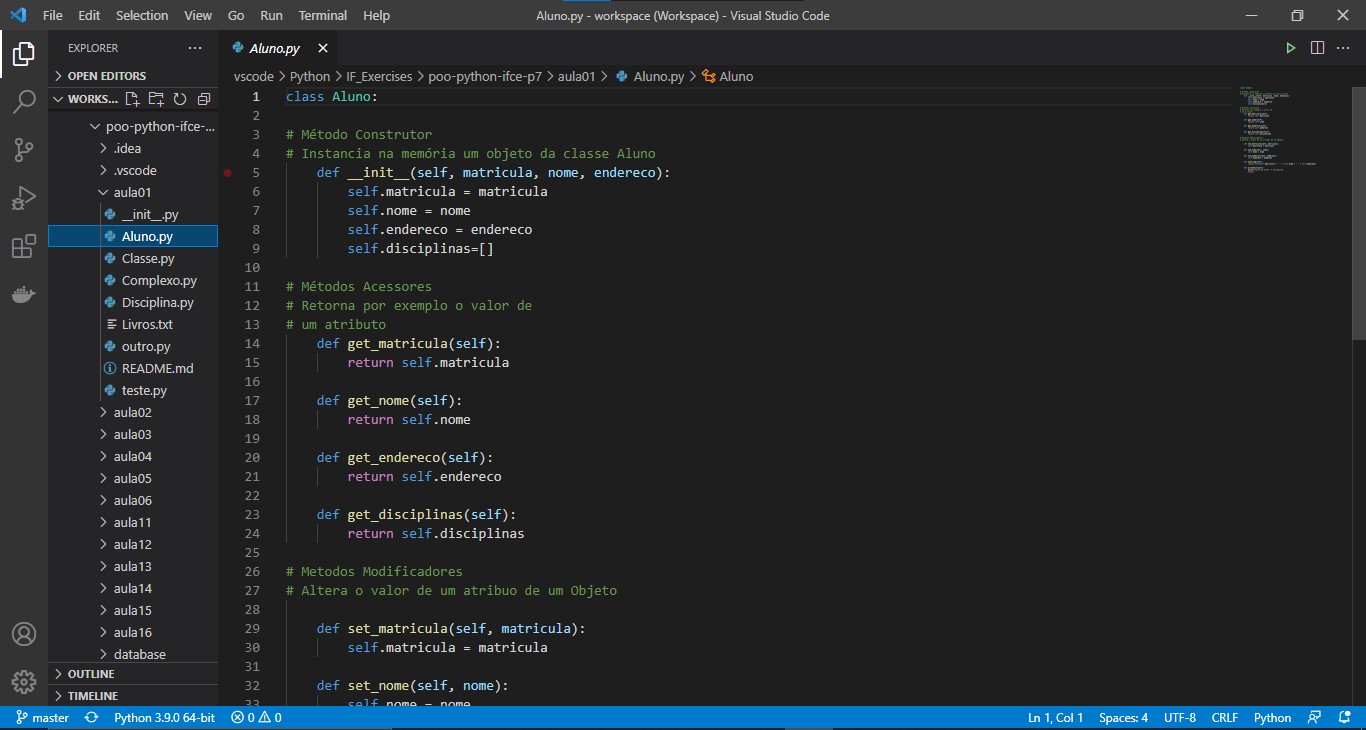 File Edit Selection View Go Run Terminal Help Aluno.py - workspace (Workspace) - Visual Studio Code
EXPLORER
OPEN EDITORS
WORKS...
poo-python-ifce-...
.idea
.vscode
aula01
__init__.py
Aluno.py
Classe.py
Complexo.py
Disciplina.py
Livros.txt
outro.py
README.md
teste.py
aula02
aula03
aula04
aula05
aula06
aula11
aula12
aula13
aula14
aula15
aula16
database
OUTLINE
TIMELINE
Aluno.py
vscode > Python > IF_Exercises > poo-python-ifce-p7 > aula01 > Aluno.py > Aluno
1 class Aluno:
2
3 # Método Construtor
4 # Instancia na memória um objeto da classe Aluno
5 def __init__(self, matricula, nome, endereco):
6 self.matricula = matricula
7 self.nome = nome
8 self.endereco = endereco
9 self.disciplinas=[]
10
11 # Métodos Acessores
12 # Retorna por exemplo o valor de
13 # um atributo
14 def get_matricula(self):
15 return self.matricula
16
17 def get_nome(self):
18 return self.nome
19
20 def get_endereco(self):
21 return self.endereco
22
23 def get_disciplinas(self):
24 return self.disciplinas
25
26 # Metodos Modificadores
27 # Altera o valor de um atribuo de um Objeto
28
29 def set_matricula(self, matricula):
30 self.matricula = matricula
31
32 def set_nome(self, nome):
33 self.nome = nome
master Python 3.9.0 64-bit 0 0 Ln 1, Col 1 Spaces: 4 UTF-8 CRLF Python